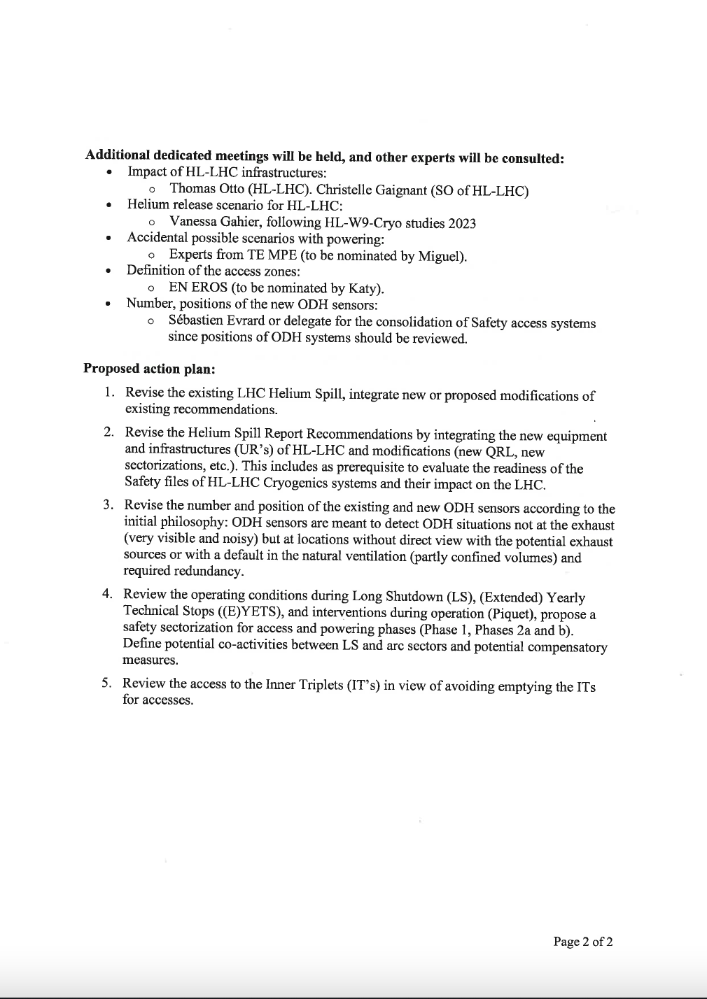 Additional dedicated meetings will be held, and other experts will be consulted:
• Impact of HL-LHC infrastructures:
o Thomas Otto (HL-LHC). Christelle Gaignant (SO of HL-LHC)
• Helium release scenario for HL-LHC:
o Vanessa Gahier, following HL-W9-Cryo studies 2023
• Accidental possible scenarios with powering:
o Experts from TE MPE (to be nominated by Miguel).
• Definition of the access zones:
o EN EROS (to be nominated by Katy).
• Number, positions of the new ODH sensors:
o Sébastien Evrard or delegate for the consolidation of Safety access systems
since positions of ODH systems should be reviewed.
Proposed action plan:
1. Revise the existing LHC Helium Spill, integrate new or proposed modifications of
existing recommendations.
2. Revise the Helium Spill Report Recommendations by integrating the new equipment
and infrastructures (UR's) of HL-LHC and modifications (new QRL, new
sectorizations, etc.). This includes as prerequisite to evaluate the readiness of the
Safety files of HL-LHC Cryogenics systems and their impact on the LHC.
3. Revise the number and position of the existing and new ODH sensors according to the
initial philosophy: ODH sensors are meant to detect ODH situations not at the exhaust
(very visible and noisy) but at locations without direct view with the potential exhaust
sources or with a default in the natural ventilation (partly confined volumes) and
required redundancy.
4. Review the operating conditions during Long Shutdown (LS), (Extended) Yearly
Technical Stops ((E)YETS), and interventions during operation (Piquet), propose a
safety sectorization for access and powering phases (Phase 1, Phases 2a and b).
Define potential co-activities between LS and arc sectors and potential compensatory
measures.
5. Review the access to the Inner Triplets (IT's) in view of avoiding emptying the ITs
for accesses.
Page 2 of 2